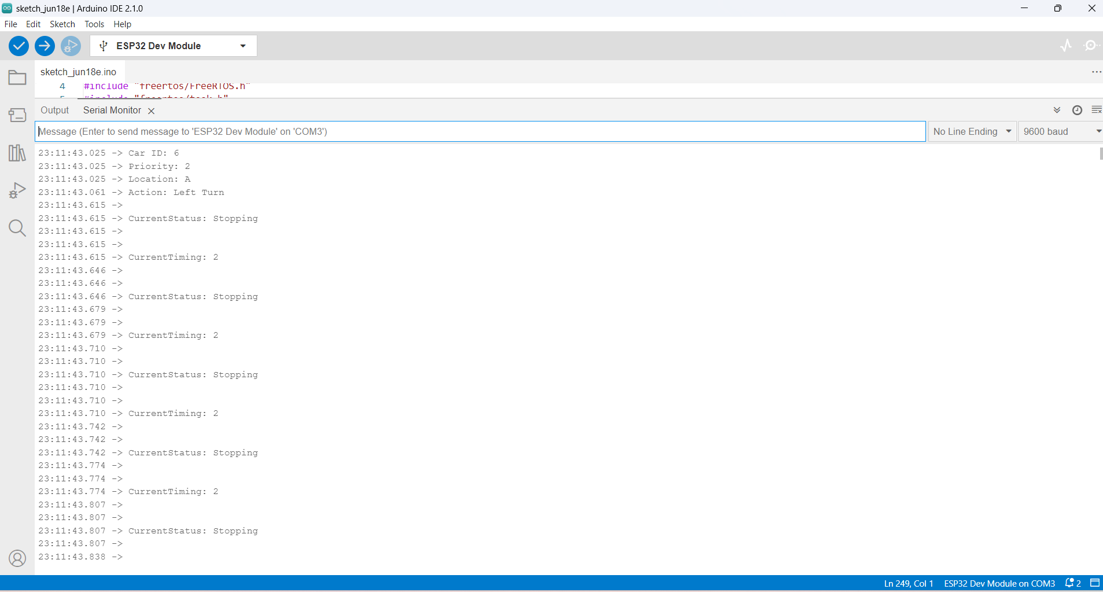 sketch_jun18e | Arduino IDE 2.1.0
File Edit Sketch Tools Help
ESP32 Dev Module
sketch_jun18e.ino
4 #include "freertos/FreeRTOS.h"
5 #include "freertos/task.h"
Output Serial Monitor
Message (Enter to send message to 'ESP32 Dev Module' on 'COM3') No Line Ending 9600 baud
23:11:43.025 -> Car ID: 6
23:11:43.025 -> Priority: 2
23:11:43.025 -> Location: A
23:11:43.061 -> Action: Left Turn
23:11:43.615 ->
23:11:43.615 -> CurrentStatus: Stopping
23:11:43.615 ->
23:11:43.615 ->
23:11:43.615 -> CurrentTiming: 2
23:11:43.646 ->
23:11:43.646 ->
23:11:43.646 -> CurrentStatus: Stopping
23:11:43.679 ->
23:11:43.679 ->
23:11:43.679 -> CurrentTiming: 2
23:11:43.710 ->
23:11:43.710 ->
23:11:43.710 -> CurrentStatus: Stopping
23:11:43.710 ->
23:11:43.710 ->
23:11:43.710 -> CurrentTiming: 2
23:11:43.742 ->
23:11:43.742 ->
23:11:43.742 -> CurrentStatus: Stopping
23:11:43.774 ->
23:11:43.774 ->
23:11:43.774 -> CurrentTiming: 2
23:11:43.807 ->
23:11:43.807 ->
23:11:43.807 -> CurrentStatus: Stopping
23:11:43.807 ->
23:11:43.838 ->
Ln 249, Col 1 ESP32 Dev Module on COM3 2